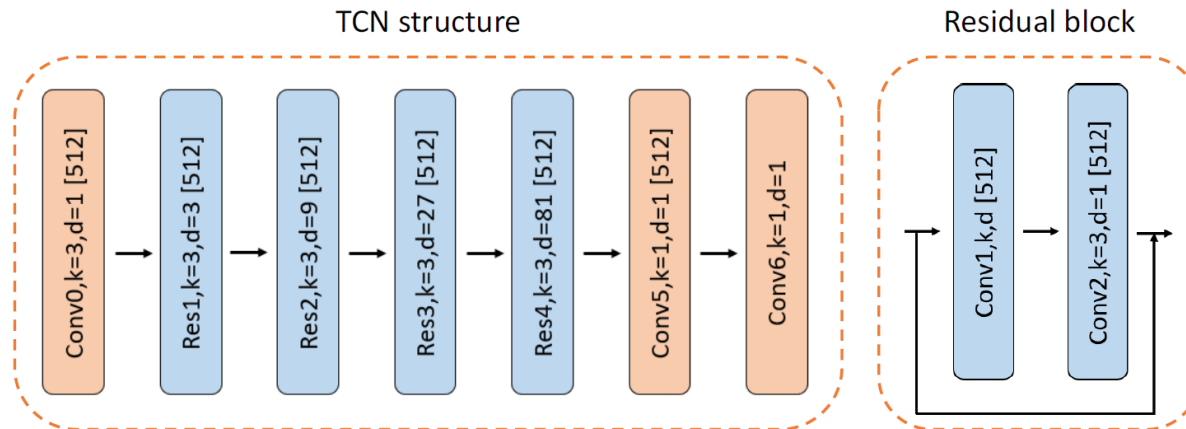 TCN structure
Residual block
Conv0,k=3,d=1 [512]
Res1,k=3,d=3 [512]
Res2,k=3,d=9 [512]
Res3,k=3,d=27 [512]
Res4,k=3,d=81 [512]
Conv5,k=1,d=1 [512]
Conv6,k=1,d=1
Conv1,k,d [512]
Conv2,k=3,d=1 [512]